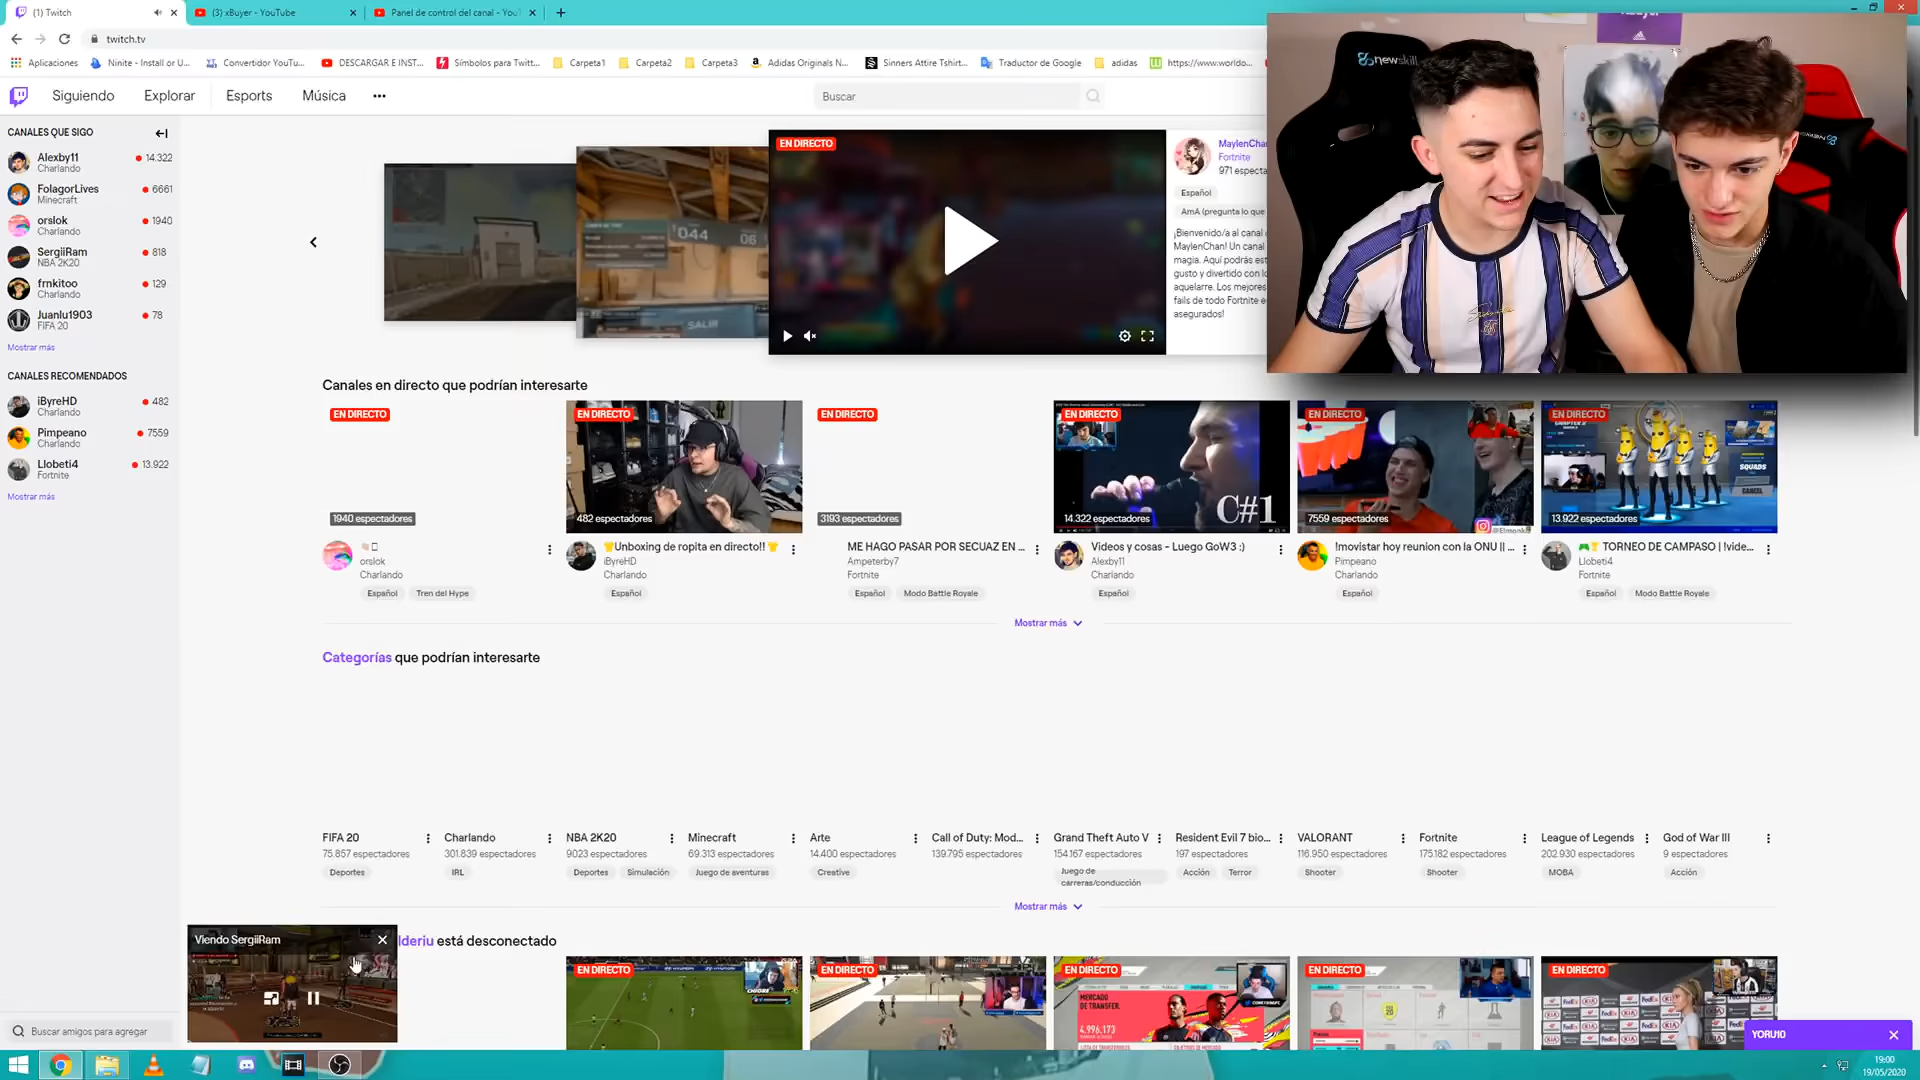 (1) Twitch
(3) xBuyer - YouTube
Panel de control del canal - YouT
twitch.tv
Aplicaciones
Ninite - Install or U...
Convertidor YouTu...
DESCARGAR E INST...
Símbolos para Twitt...
Carpeta1
Carpeta2
Carpeta3
Adidas Originals N...
Sinners Attire Tshirt...
Traductor de Google
adidas
https://www.worldo...
Siguiendo
Explorar
Esports
Música
Buscar
newskill
CANALES QUE SIGO
Alexby11
Charlando
14.322
FolagorLives
Minecraft
6661
orslok
Charlando
1940
SergiiRam
NBA 2K20
818
frnkitoo
Charlando
129
Juanlu1903
FIFA 20
78
Mostrar más
CANALES RECOMENDADOS
iByreHD
Charlando
482
Pimpeano
Charlando
7559
Llobeti4
Fortnite
13.922
Mostrar más
044
06
SALIR
EN DIRECTO
MaylenCha
Fortnite
971 especta
Español
AmA (pregunta lo que
¡Bienvenido/a al canal
MaylenChan! Un canal
magia. Aquí podrás est
gusto y divertido con l
aquelarre. Los mejores
fails de todo Fortnite e
asegurados!
Canales en directo que podrían interesarte
EN DIRECTO
1940 espectadores
orslok
Charlando
Español
Tren del Hype
EN DIRECTO
482 espectadores
Unboxing de ropita en directo!!
iByreHD
Charlando
Español
EN DIRECTO
3193 espectadores
ME HAGO PASAR POR SECUAZ EN ...
Ampeterby7
Fortnite
Español
Modo Battle Royale
EN DIRECTO
C#1
14.322 espectadores
Videos y cosas - Luego GoW3 :)
Alexby11
Charlando
Español
EN DIRECTO
7559 espectadores
!movistar hoy reunion con la ONU || ...
Pimpeano
Charlando
Español
EN DIRECTO
SQUADS
CANCEL
13.922 espectadores
TORNEO DE CAMPASO | !vide...
Llobeti4
Fortnite
Español
Modo Battle Royale
Mostrar más
Categorías que podrían interesarte
FIFA 20
75.857 espectadores
Deportes
Charlando
301.839 espectadores
IRL
NBA 2K20
9023 espectadores
Deportes
Simulación
Minecraft
69.313 espectadores
Juego de aventuras
Arte
14.400 espectadores
Creative
Call of Duty: Mod...
139.795 espectadores
Grand Theft Auto V
154.167 espectadores
Juego de
carreras/conducción
Resident Evil 7 bio...
197 espectadores
Acción
Terror
VALORANT
116.950 espectadores
Shooter
Fortnite
175.182 espectadores
Shooter
League of Legends
202.930 espectadores
MOBA
God of War III
9 espectadores
Acción
Mostrar más
Viendo SergiiRam
lderiu está desconectado
EN DIRECTO
EN DIRECTO
EN DIRECTO
MERCADO
DE TRANSFER.
4.996.173
EN DIRECTO
EN DIRECTO
FedEx
KIA
YORU10
Buscar amigos para agregar
19:00
19/05/2020